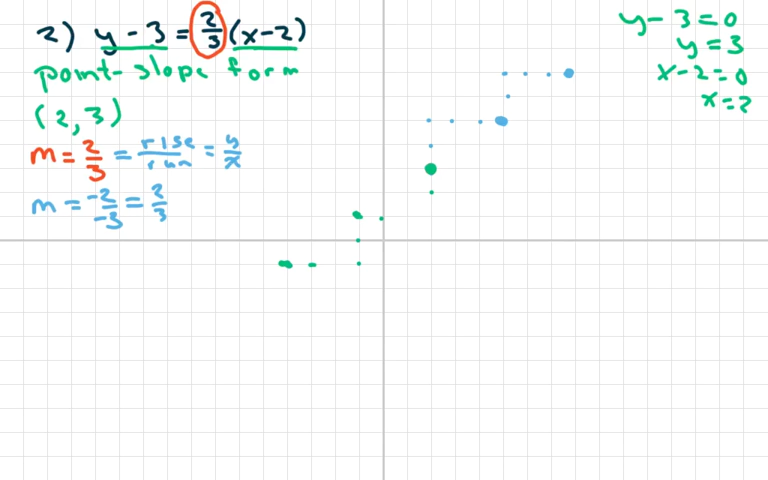 2) y - 3 = 2/3 (x-2)
point-slope form
(2, 3)
m = 2/3 = rise/run = y/x
m = -2/-3 = 2/3
y - 3 = 0
y = 3
x - 2 = 0
x = 2